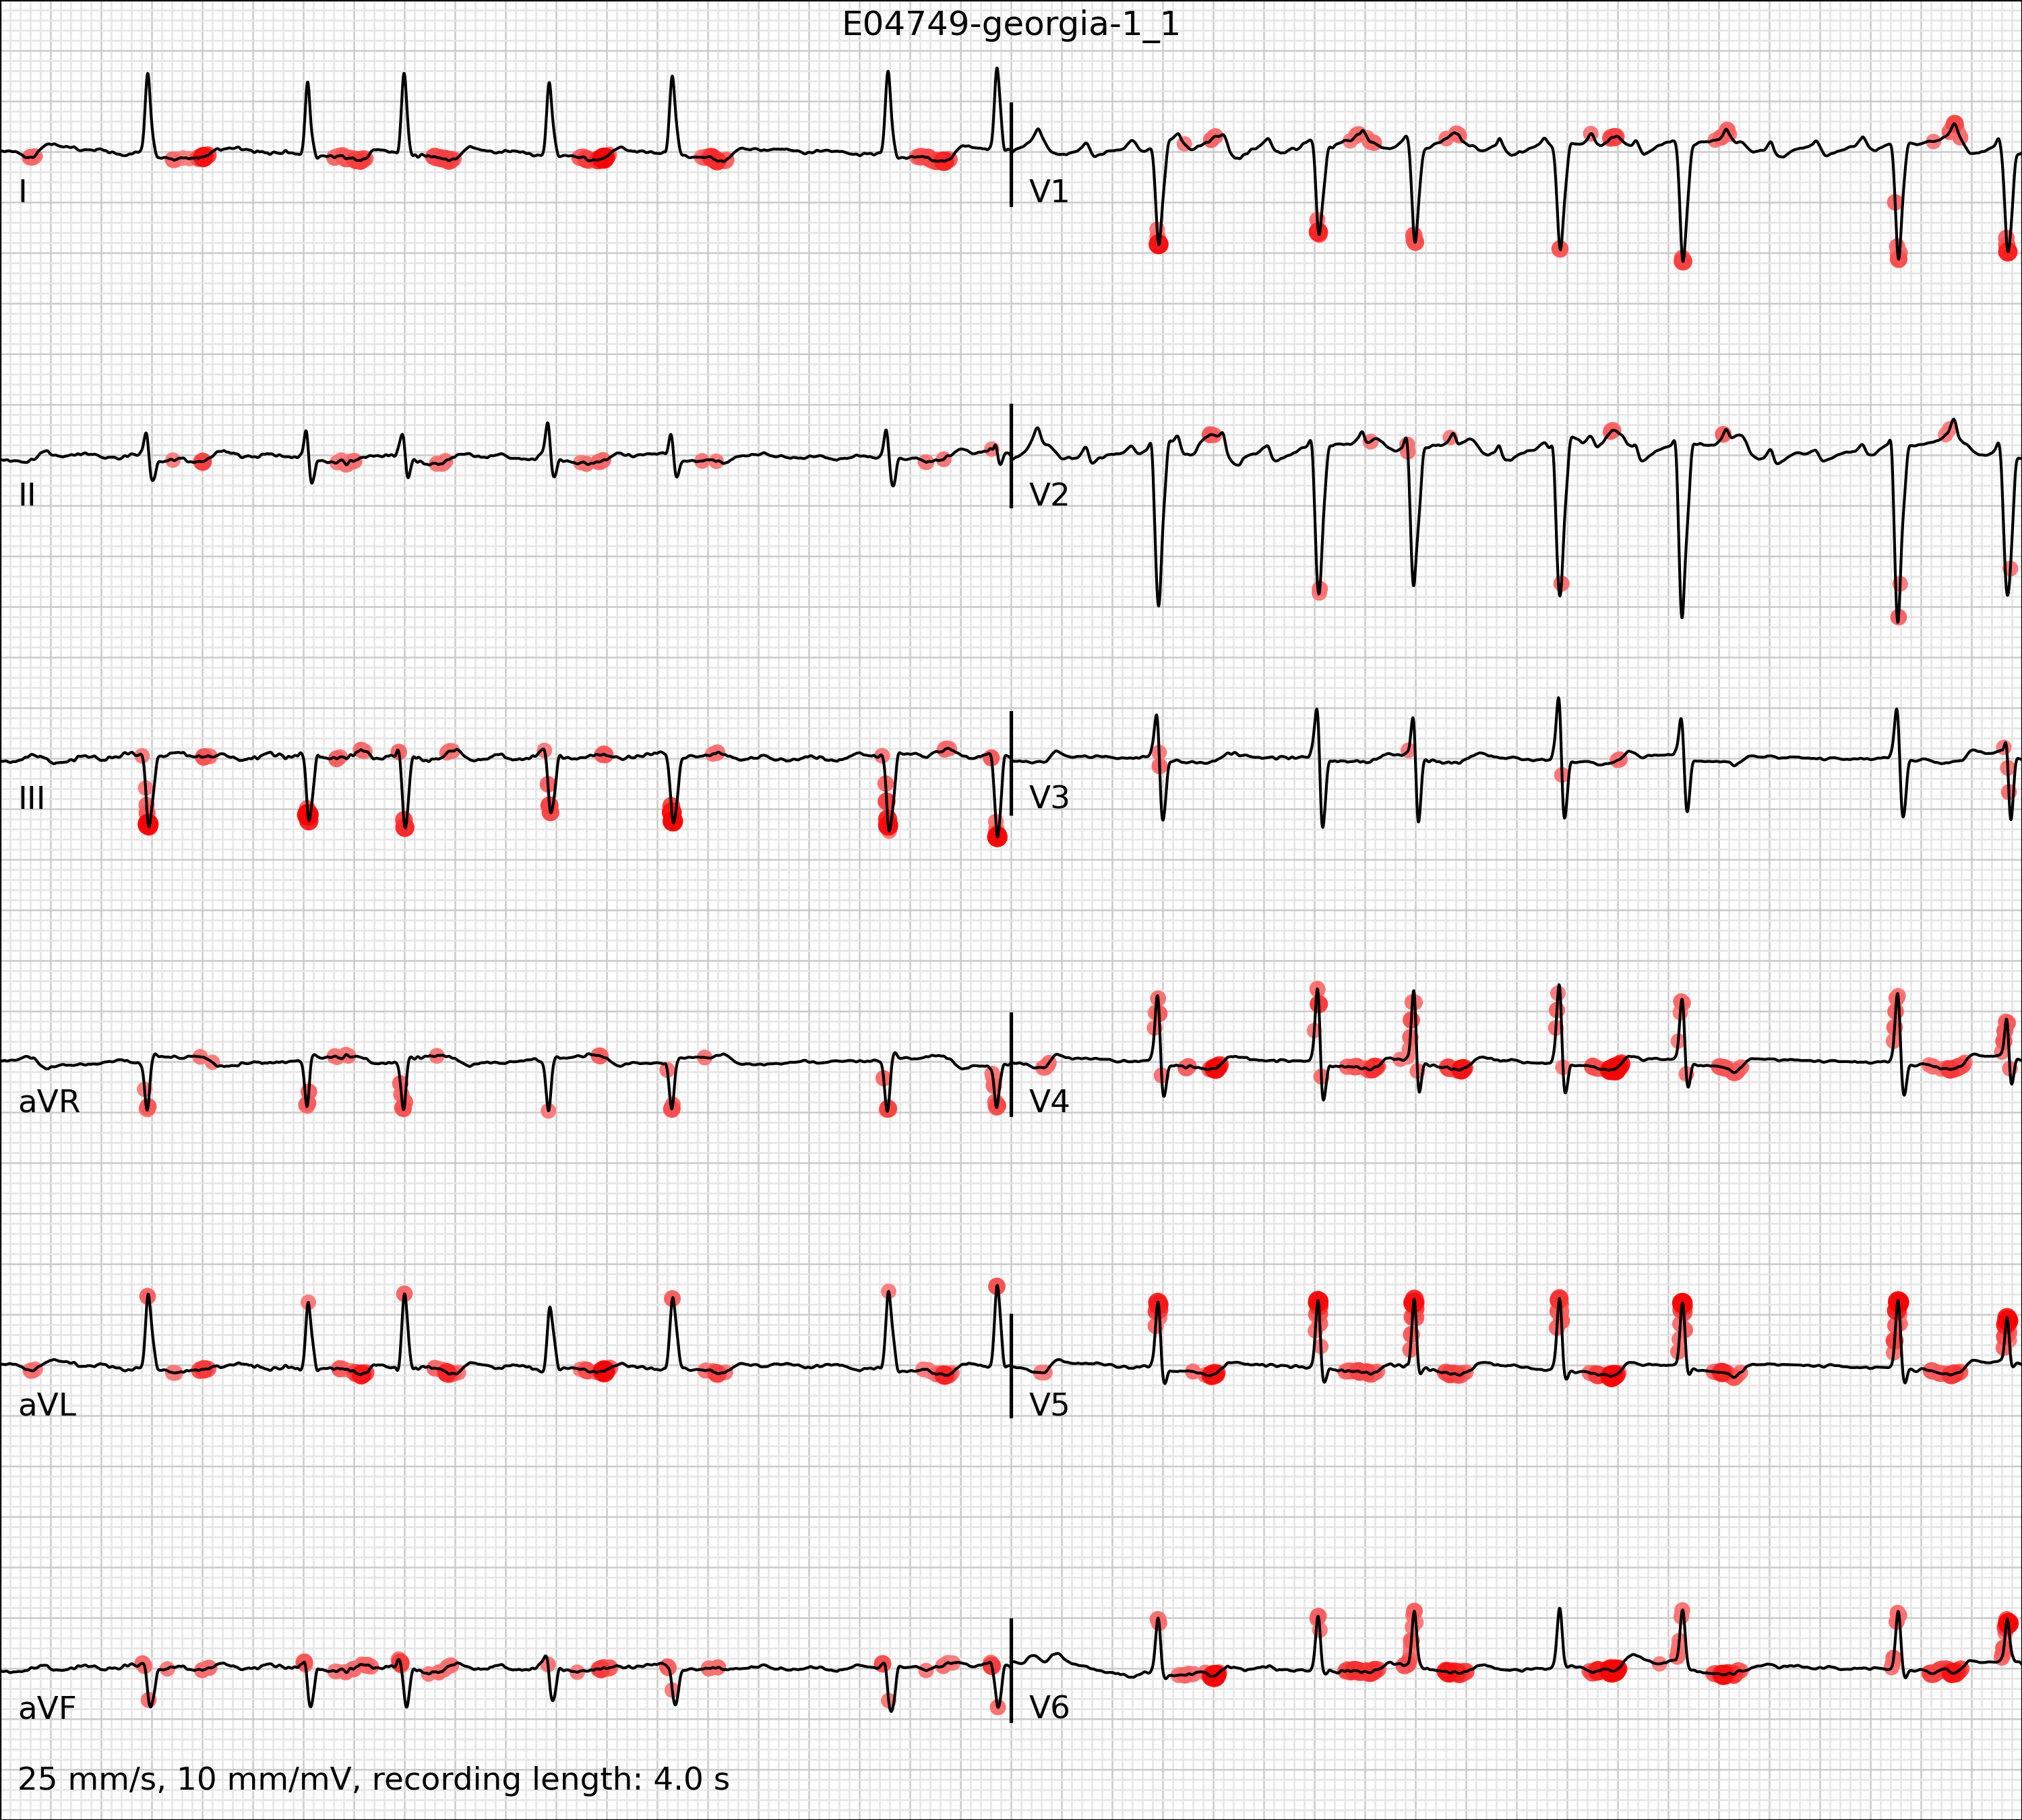 E04749-georgia-1_1
I
V1
II
V2
III
V3
aVR
V4
aVL
V5
aVF
V6
25 mm/s, 10 mm/mV, recording length: 4.0 s